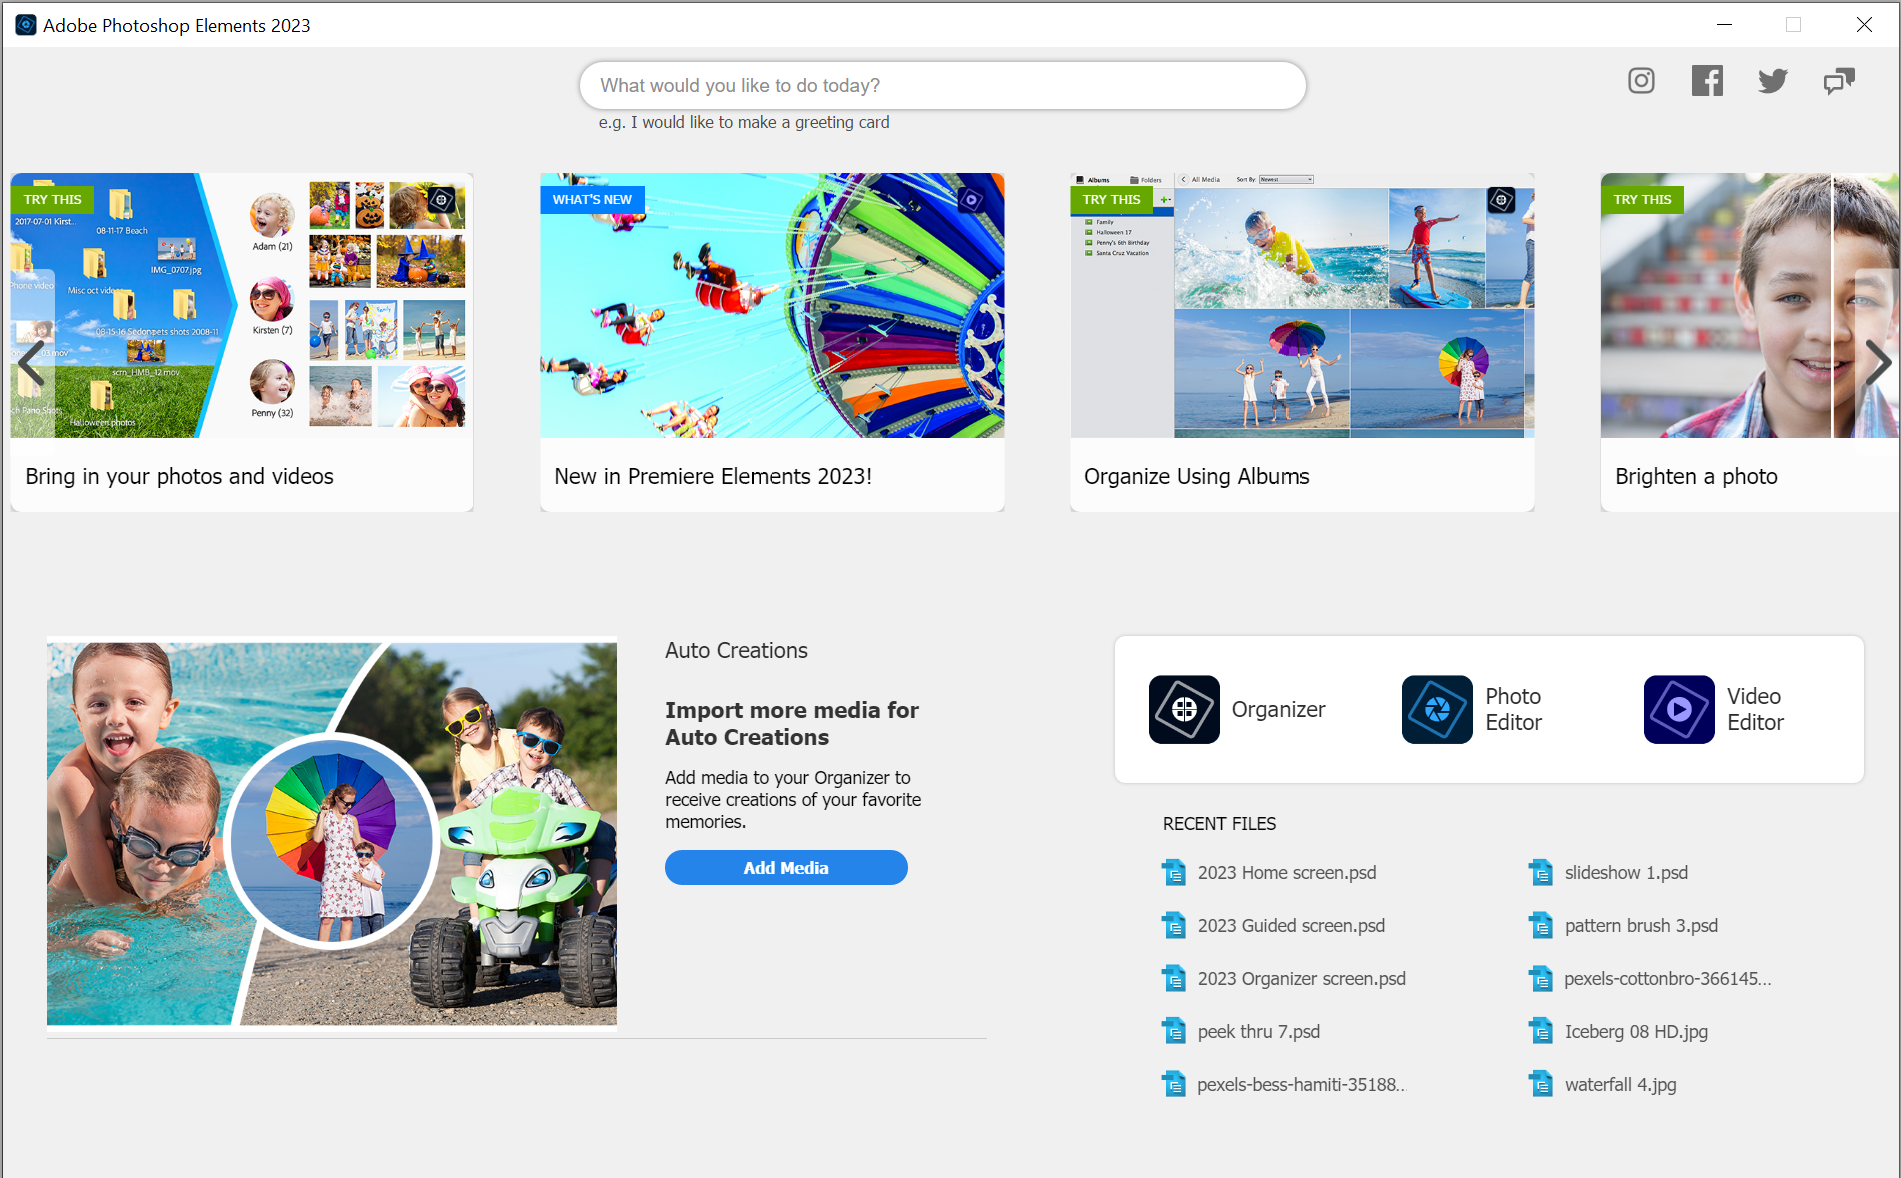 Adobe Photoshop Elements 2023
What would you like to do today?
e.g. I would like to make a greeting card
TRY THIS
2017-07-01 Kirst...
08-11-17 Beach
IMG_0707.jpg
Phone video
Misc oct video
08-15-16 Sedona
pets shots 2008-11
03.mov
scrn_HMB_12.mov
ch Pano Shots
Halloween photos
Adam (21)
Kirsten (7)
Penny (32)
Bring in your photos and videos
WHAT'S NEW
New in Premiere Elements 2023!
Albums
Folders
All Media
Sort By:
Newest
TRY THIS
Family
Halloween 17
Penny's 6th Birthday
Santa Cruz Vacation
Organize Using Albums
TRY THIS
Brighten a photo
Auto Creations
Import more media for
Auto Creations
Add media to your Organizer to
receive creations of your favorite
memories.
Add Media
Organizer
Photo
Editor
Video
Editor
RECENT FILES
2023 Home screen.psd
2023 Guided screen.psd
2023 Organizer screen.psd
peek thru 7.psd
pexels-bess-hamiti-35188...
slideshow 1.psd
pattern brush 3.psd
pexels-cottonbro-366145...
Iceberg 08 HD.jpg
waterfall 4.jpg